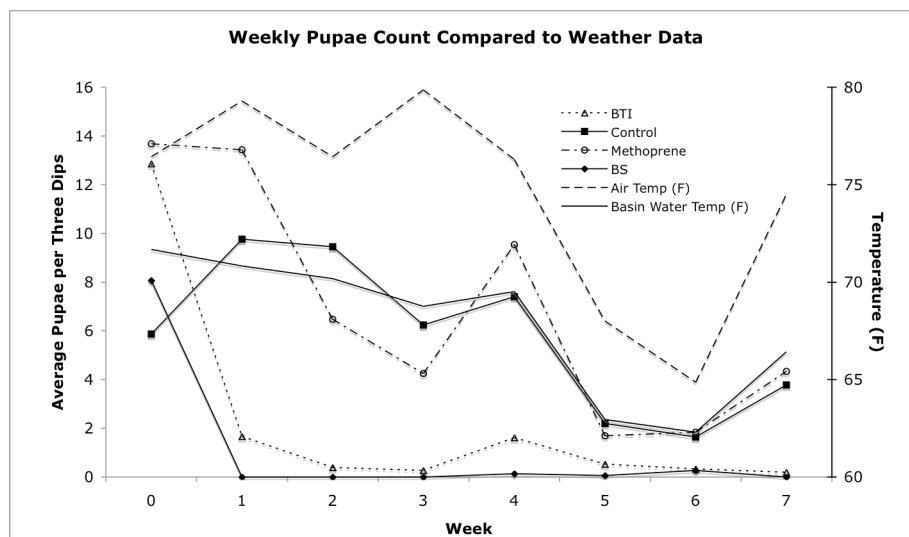 Weekly Pupae Count Compared to Weather Data
16
14
12
10
8
6
4
2
0
Average Pupae per Three Dips
BTI
Control
Methoprene
BS
Air Temp (F)
Basin Water Temp (F)
80
75
70
65
60
Temperature (F)
0 1 2 3 4 5 6 7
Week